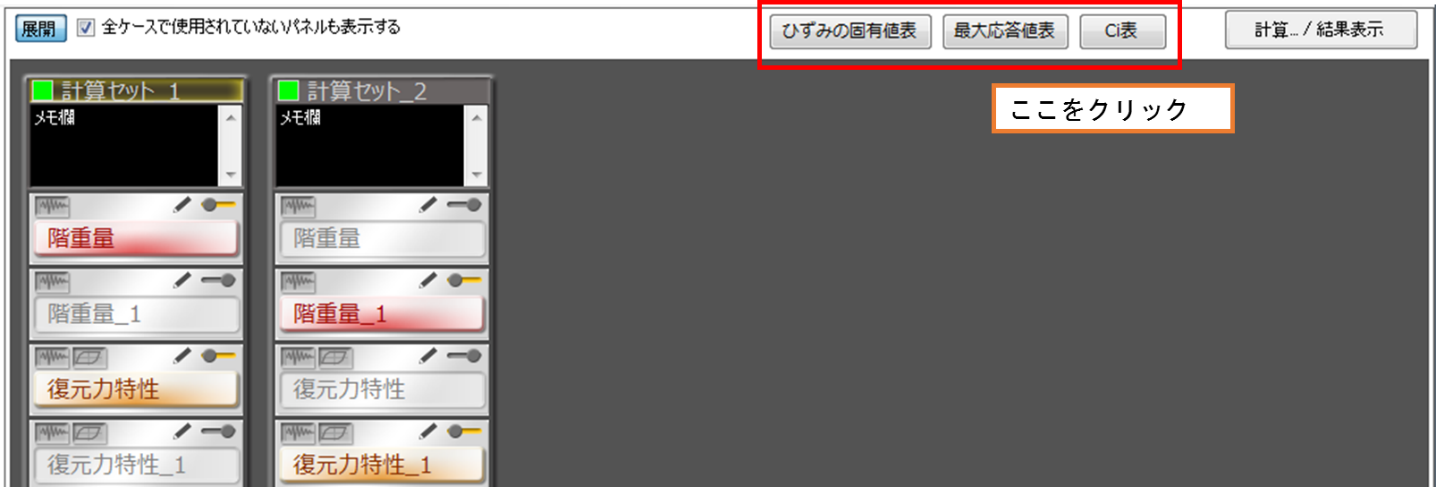 展開 全ケースで使用されていないパネルも表示する ひずみの固有値表 最大応答値表 Ci表 計算... / 結果表示
ここをクリック
計算セット_1
メモ欄
階重量
階重量_1
復元力特性
復元力特性_1
計算セット_2
メモ欄
階重量
階重量_1
復元力特性
復元力特性_1